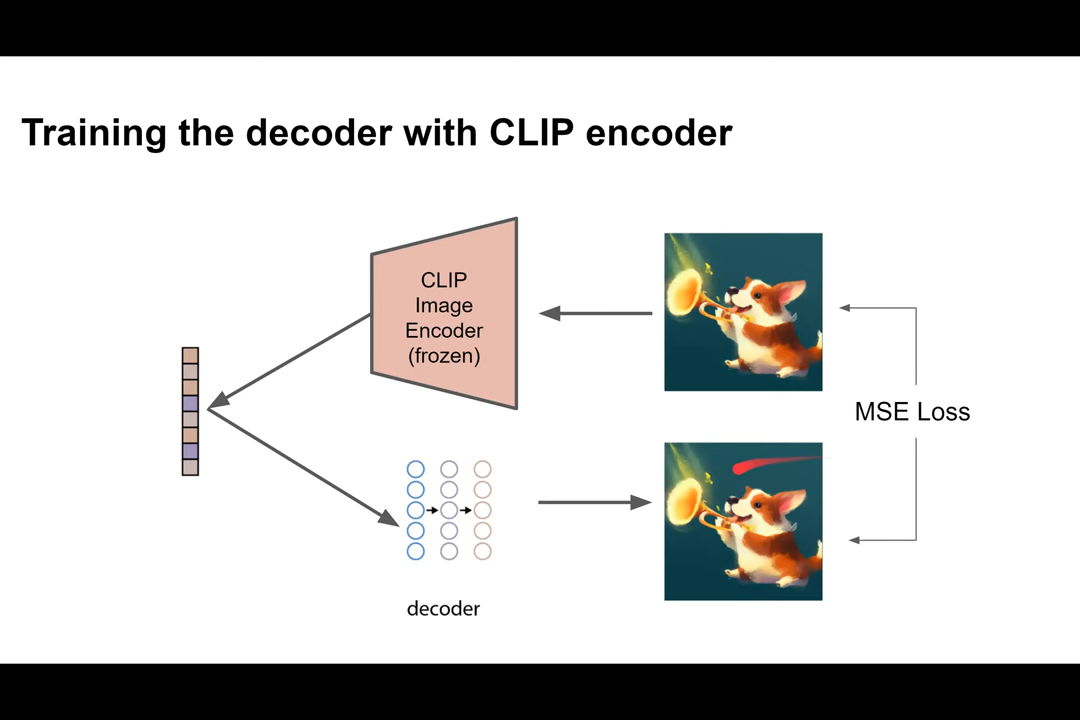 Training the decoder with CLIP encoder
CLIP
Image
Encoder
(frozen)
MSE Loss
decoder